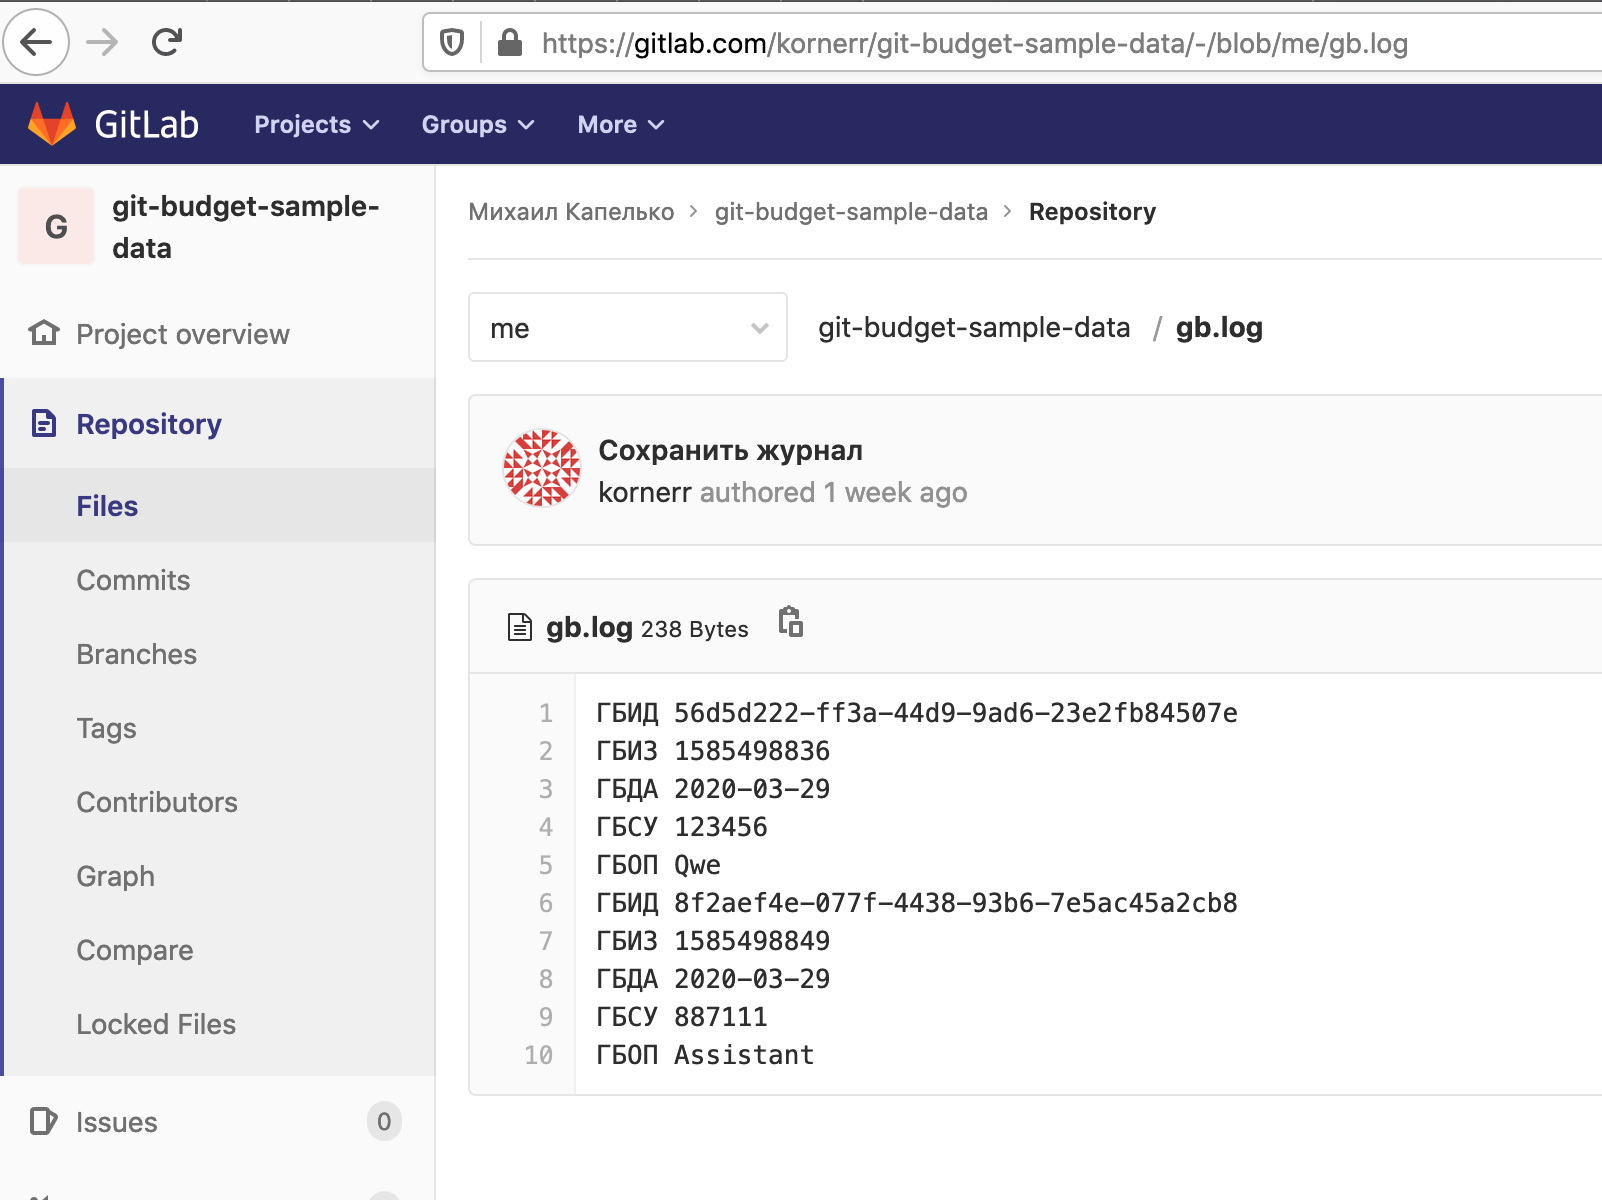 https://gitlab.com/kornerr/git-budget-sample-data/-/blob/me/gb.log
GitLab Projects Groups More
G git-budget-sample-
data
Project overview
Repository
Files
Commits
Branches
Tags
Contributors
Graph
Compare
Locked Files
Issues 0
Михаил Капелько > git-budget-sample-data > Repository
me git-budget-sample-data / gb.log
Сохранить журнал
kornerr authored 1 week ago
gb.log 238 Bytes
1 ГБИД 56d5d222-ff3a-44d9-9ad6-23e2fb84507e
2 ГБИЗ 1585498836
3 ГБДА 2020-03-29
4 ГБСУ 123456
5 ГБОП Qwe
6 ГБИД 8f2aef4e-077f-4438-93b6-7e5ac45a2cb8
7 ГБИЗ 1585498849
8 ГБДА 2020-03-29
9 ГБСУ 887111
10 ГБОП Assistant